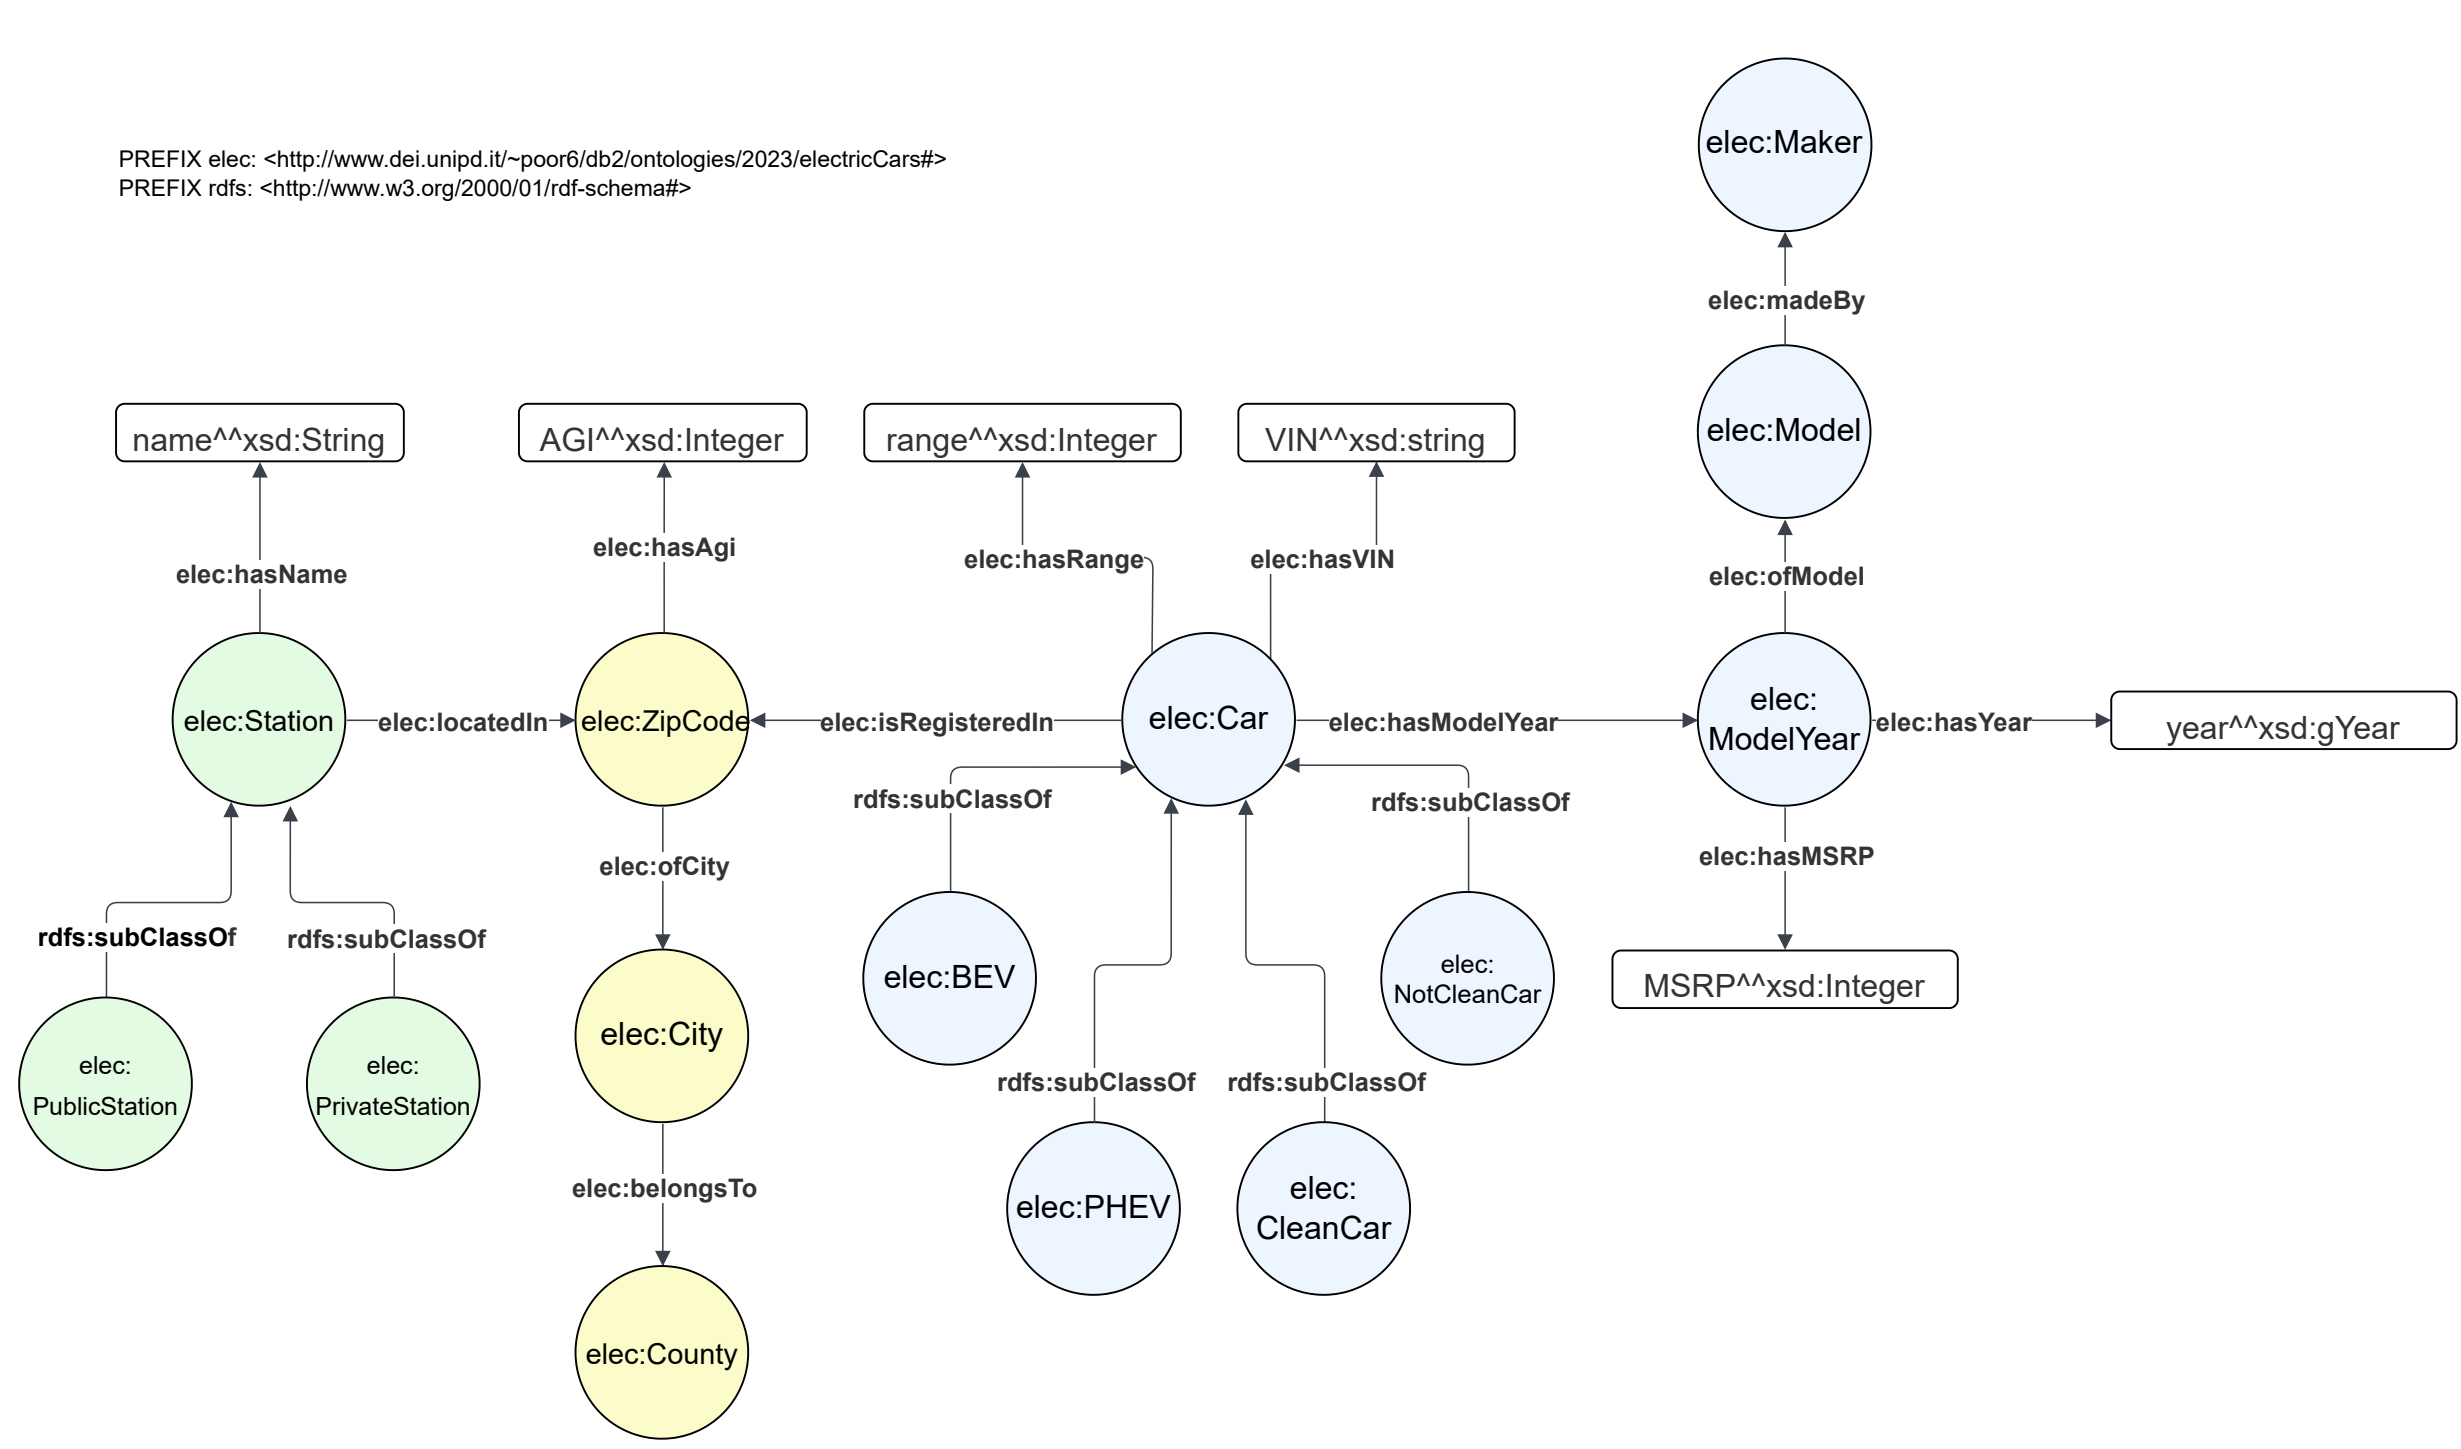 elec:Maker
PREFIX elec: <http://www.dei.unipd.it/~poor6/db2/ontologies/2023/electricCars#>
PREFIX rdfs: <http://www.w3.org/2000/01/rdf-schema#>
elec:madeBy
name^^xsd:String
AGI^^xsd:Integer
range^^xsd:Integer
VIN^^xsd:string
elec:Model
elec:hasName
elec:hasAgi
elec:hasRange
elec:hasVIN
elec:ofModel
elec:Station
elec:locatedIn
elec:ZipCode
elec:isRegisteredIn
elec:Car
elec:hasModelYear
elec:
ModelYear
elec:hasYear
year^^xsd:gYear
rdfs:subClassOf
rdfs:subClassOf
elec:ofCity
elec:hasMSRP
rdfs:subClassOf
rdfs:subClassOf
elec:BEV
elec:
NotCleanCar
MSRP^^xsd:Integer
elec:City
elec:
PublicStation
elec:
PrivateStation
rdfs:subClassOf
rdfs:subClassOf
elec:belongsTo
elec:PHEV
elec:
CleanCar
elec:County